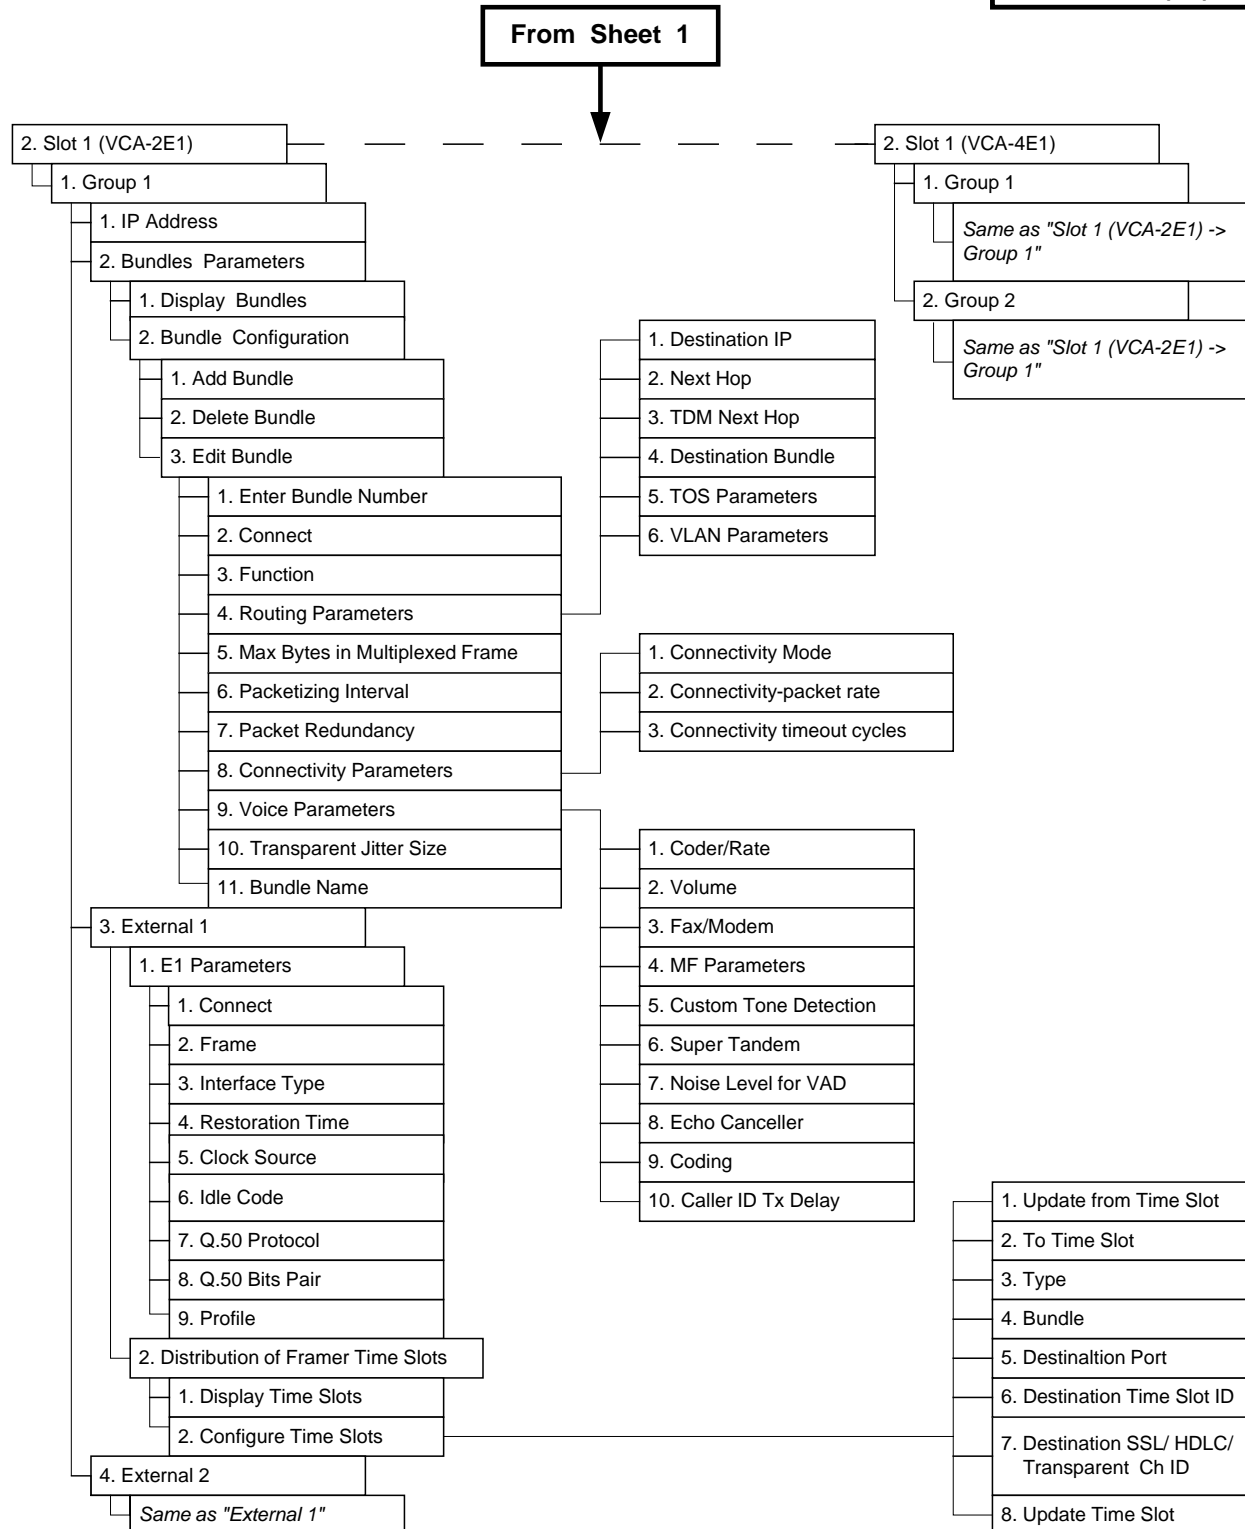 From Sheet 1
2. Slot 1 (VCA-2E1)
1. Group 1
1. IP Address
2. Bundles Parameters
1. Display Bundles
2. Bundle Configuration
1. Add Bundle
2. Delete Bundle
3. Edit Bundle
1. Enter Bundle Number
2. Connect
3. Function
4. Routing Parameters
5. Max Bytes in Multiplexed Frame
6. Packetizing Interval
7. Packet Redundancy
8. Connectivity Parameters
9. Voice Parameters
10. Transparent Jitter Size
11. Bundle Name
3. External 1
1. E1 Parameters
1. Connect
2. Frame
3. Interface Type
4. Restoration Time
5. Clock Source
6. Idle Code
7. Q.50 Protocol
8. Q.50 Bits Pair
9. Profile
2. Distribution of Framer Time Slots
1. Display Time Slots
2. Configure Time Slots
4. External 2
Same as "External 1"
1. Destination IP
2. Next Hop
3. TDM Next Hop
4. Destination Bundle
5. TOS Parameters
6. VLAN Parameters
1. Connectivity Mode
2. Connectivity-packet rate
3. Connectivity timeout cycles
1. Coder/Rate
2. Volume
3. Fax/Modem
4. MF Parameters
5. Custom Tone Detection
6. Super Tandem
7. Noise Level for VAD
8. Echo Canceller
9. Coding
10. Caller ID Tx Delay
2. Slot 1 (VCA-4E1)
1. Group 1
Same as "Slot 1 (VCA-2E1) ->
Group 1"
2. Group 2
Same as "Slot 1 (VCA-2E1) ->
Group 1"
1. Update from Time Slot
2. To Time Slot
3. Type
4. Bundle
5. Destinaltion Port
6. Destination Time Slot ID
7. Destination SSL/ HDLC/
Transparent Ch ID
8. Update Time Slot